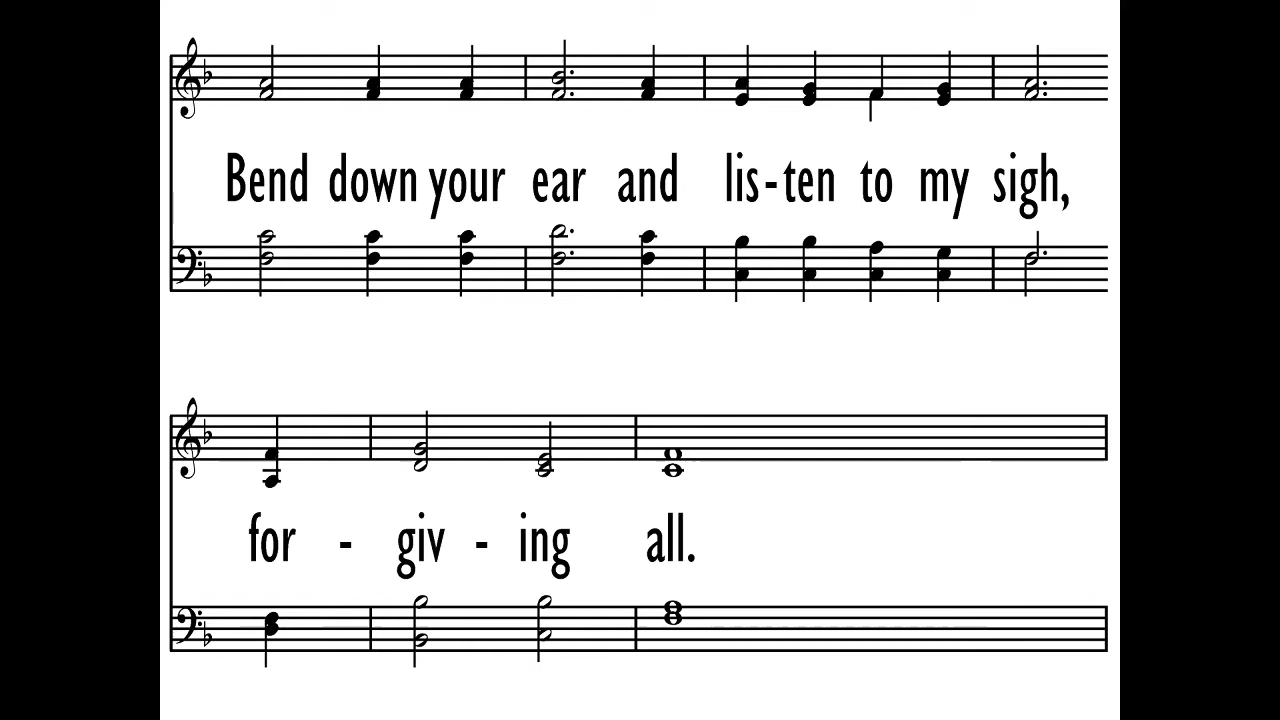 Bend down your ear and lis-ten to my sigh,
for - giv - ing all.